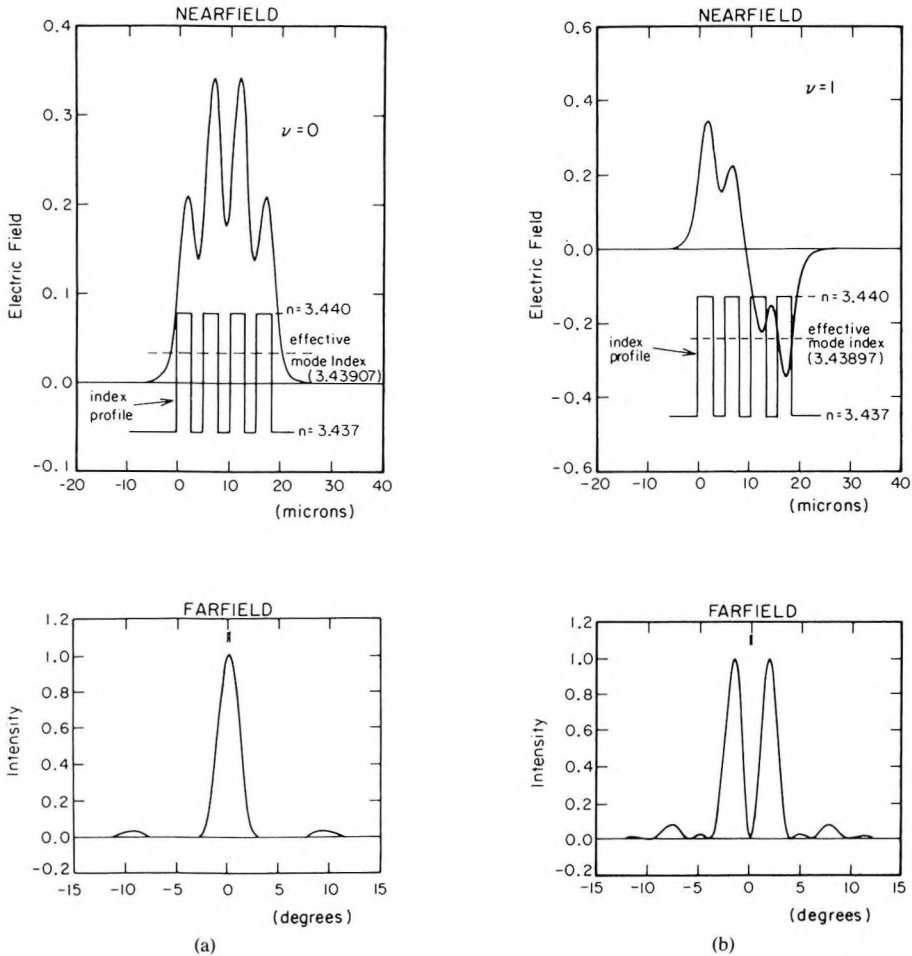 NEARFIELD
0.4
0.3
0.2
0.1
0.0
-0.1
Electric Field
ν = 0
n=3.440
effective
mode Index
(3.43907)
index
profile
n=3.437
-20 -10 0 10 20 30 40
(microns)
NEARFIELD
0.6
0.4
0.2
0.0
-0.2
-0.4
-0.6
Electric Field
ν = 1
n=3.440
effective
mode index
(3.43897)
index
profile
n=3.437
-20 -10 0 10 20 30 40
(microns)
FARFIELD
1.2
1.0
0.8
0.6
0.4
0.2
0.0
-0.2
Intensity
-15 -10 -5 0 5 10 15
(degrees)
(a)
FARFIELD
1.2
1.0
0.8
0.6
0.4
0.2
0.0
-0.2
Intensity
-15 -10 -5 0 5 10 15
(degrees)
(b)